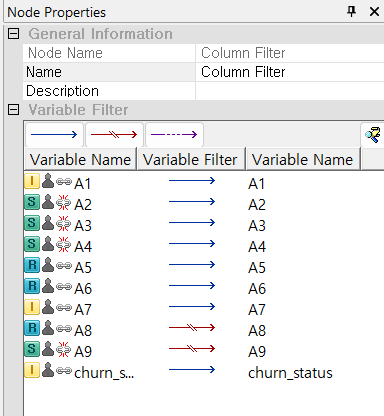 Node Properties
General Information
Node Name Column Filter
Name Column Filter
Description
Variable Filter
Variable Name Variable Filter Variable Name
I A1 A1
S A2 A2
S A3 A3
S A4 A4
R A5 A5
R A6 A6
I A7 A7
R A8 A8
S A9 A9
I churn_s... churn_status